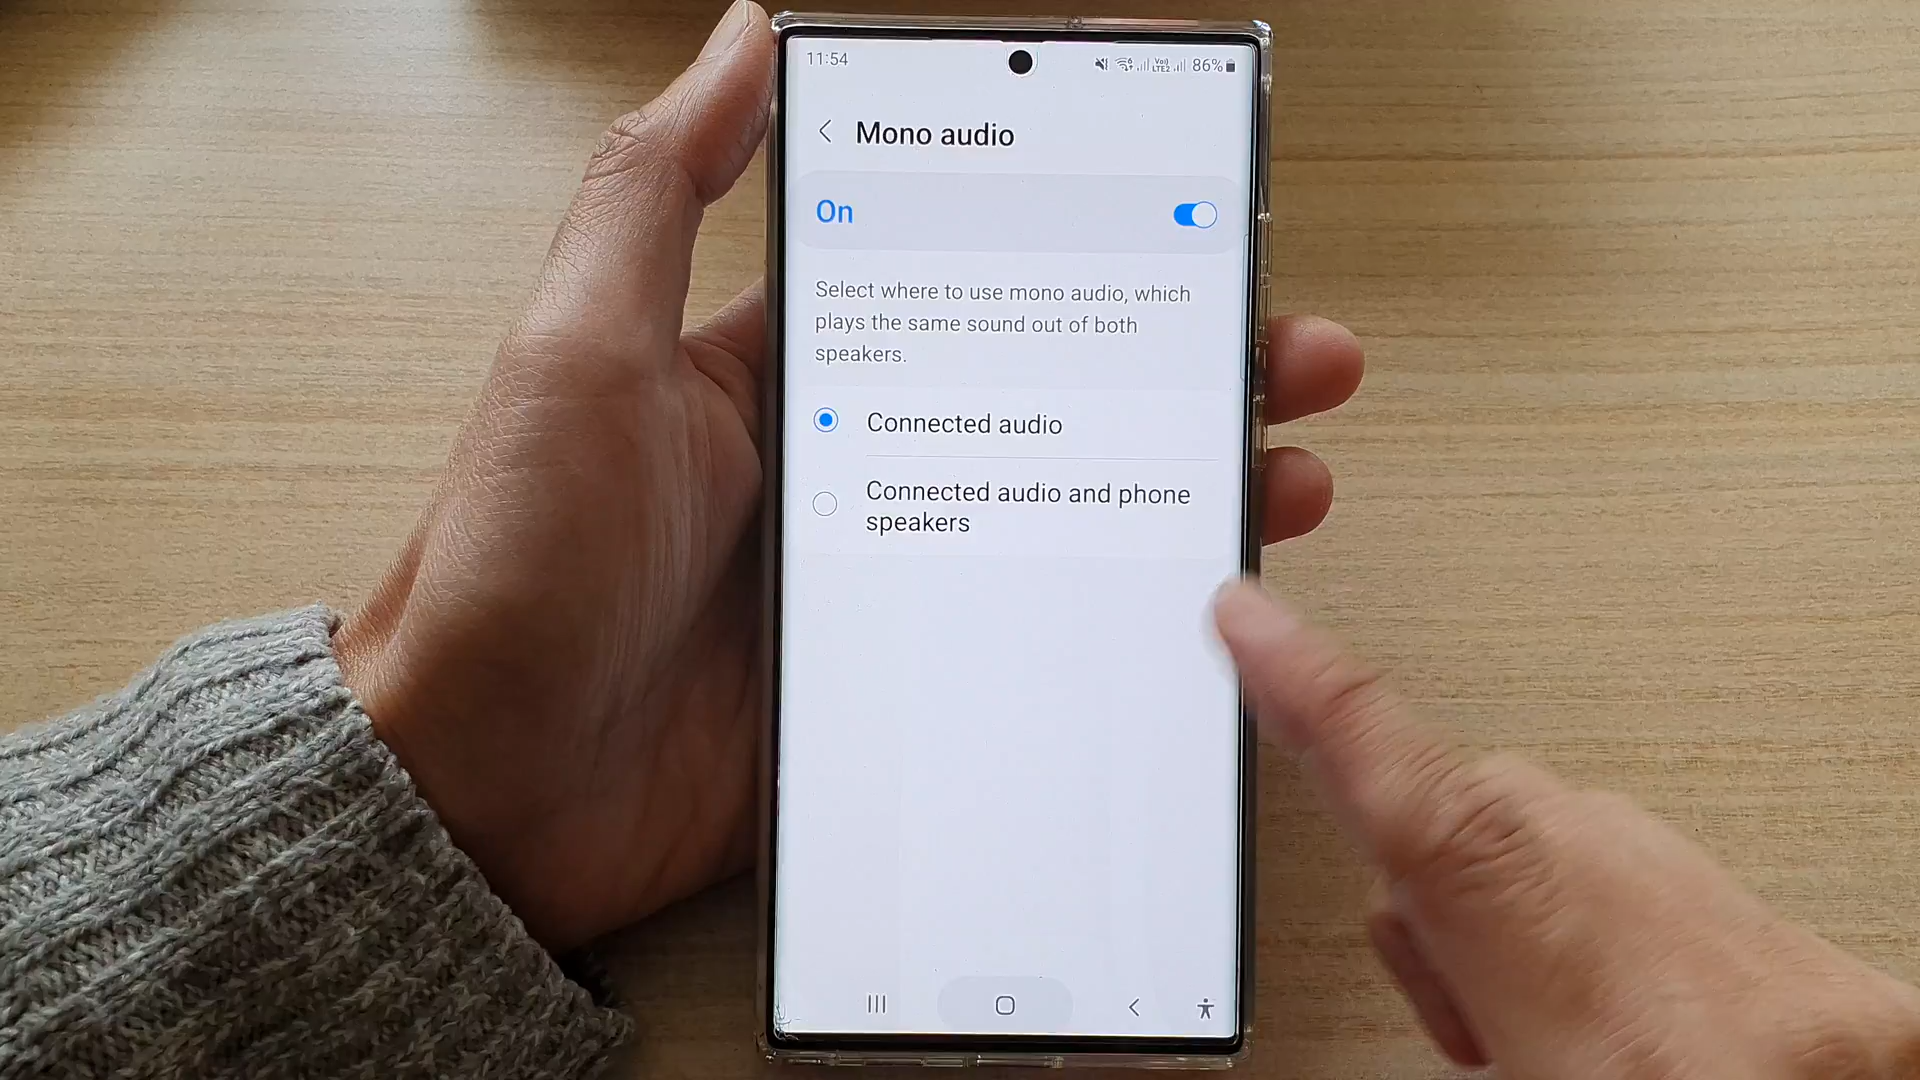 11:54
86%
Mono audio
On
Select where to use mono audio, which
plays the same sound out of both
speakers.
Connected audio
Connected audio and phone
speakers